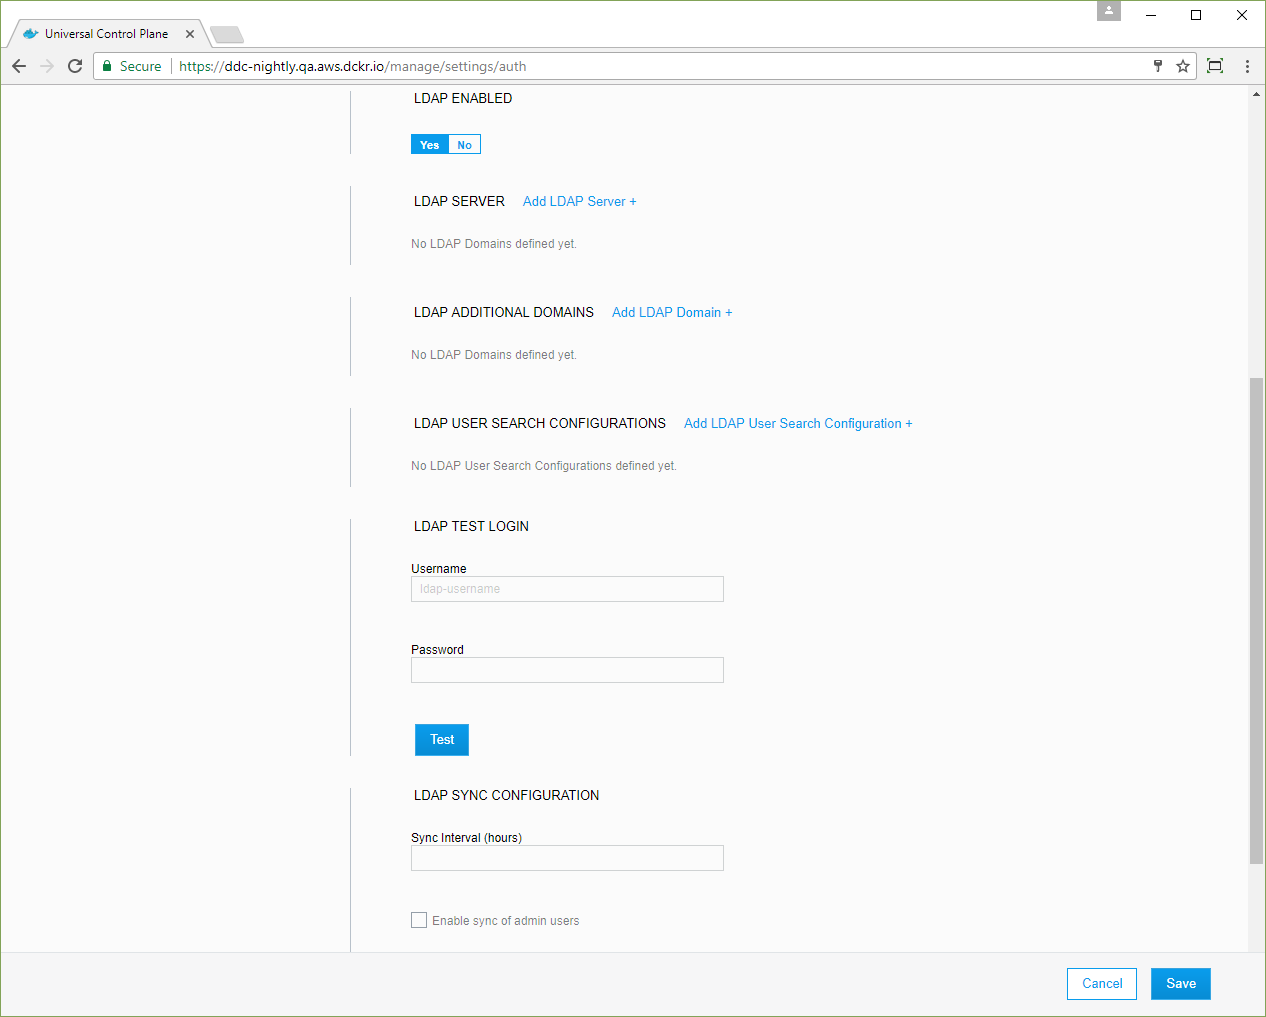 Universal Control Plane
Secure https://ddc-nightly.qa.aws.dckr.io/manage/settings/auth
LDAP ENABLED
Yes No
LDAP SERVER Add LDAP Server +
No LDAP Domains defined yet.
LDAP ADDITIONAL DOMAINS Add LDAP Domain +
No LDAP Domains defined yet.
LDAP USER SEARCH CONFIGURATIONS Add LDAP User Search Configuration +
No LDAP User Search Configurations defined yet.
LDAP TEST LOGIN
Username
ldap-username
Password
Test
LDAP SYNC CONFIGURATION
Sync Interval (hours)
Enable sync of admin users
Cancel Save